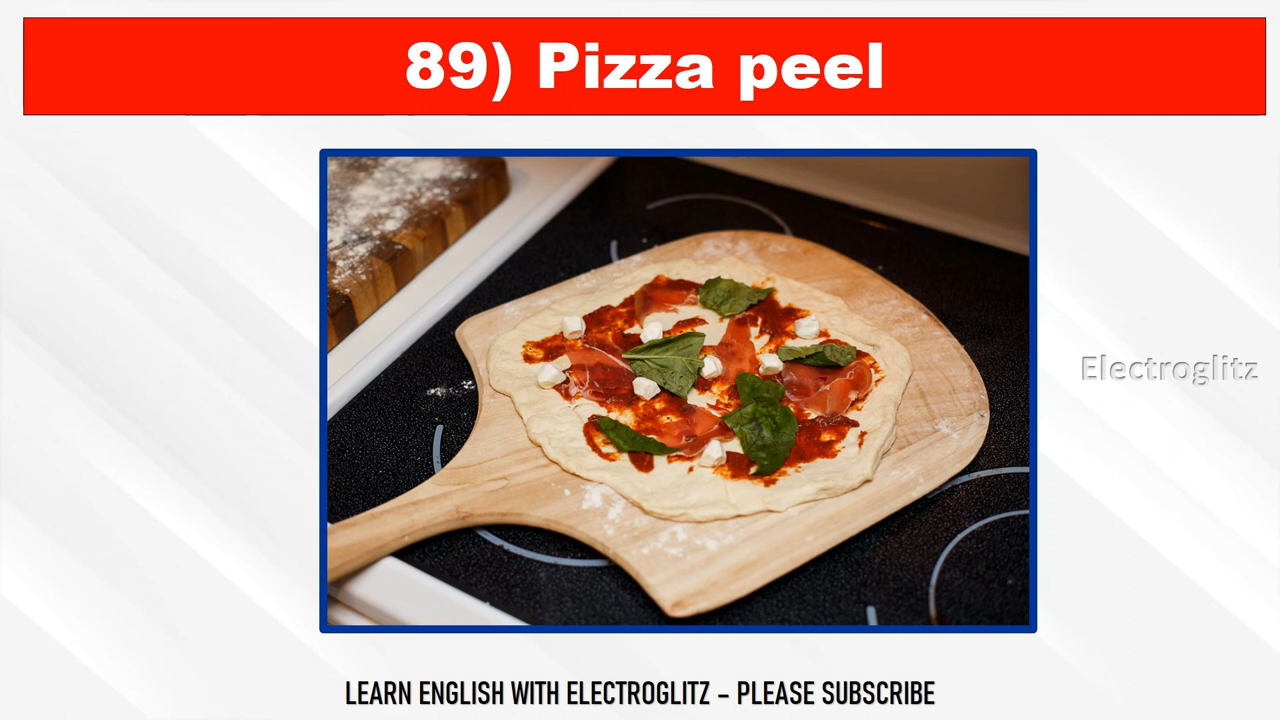 89) Pizza peel
Electroglitz
LEARN ENGLISH WITH ELECTROGLITZ – PLEASE SUBSCRIBE